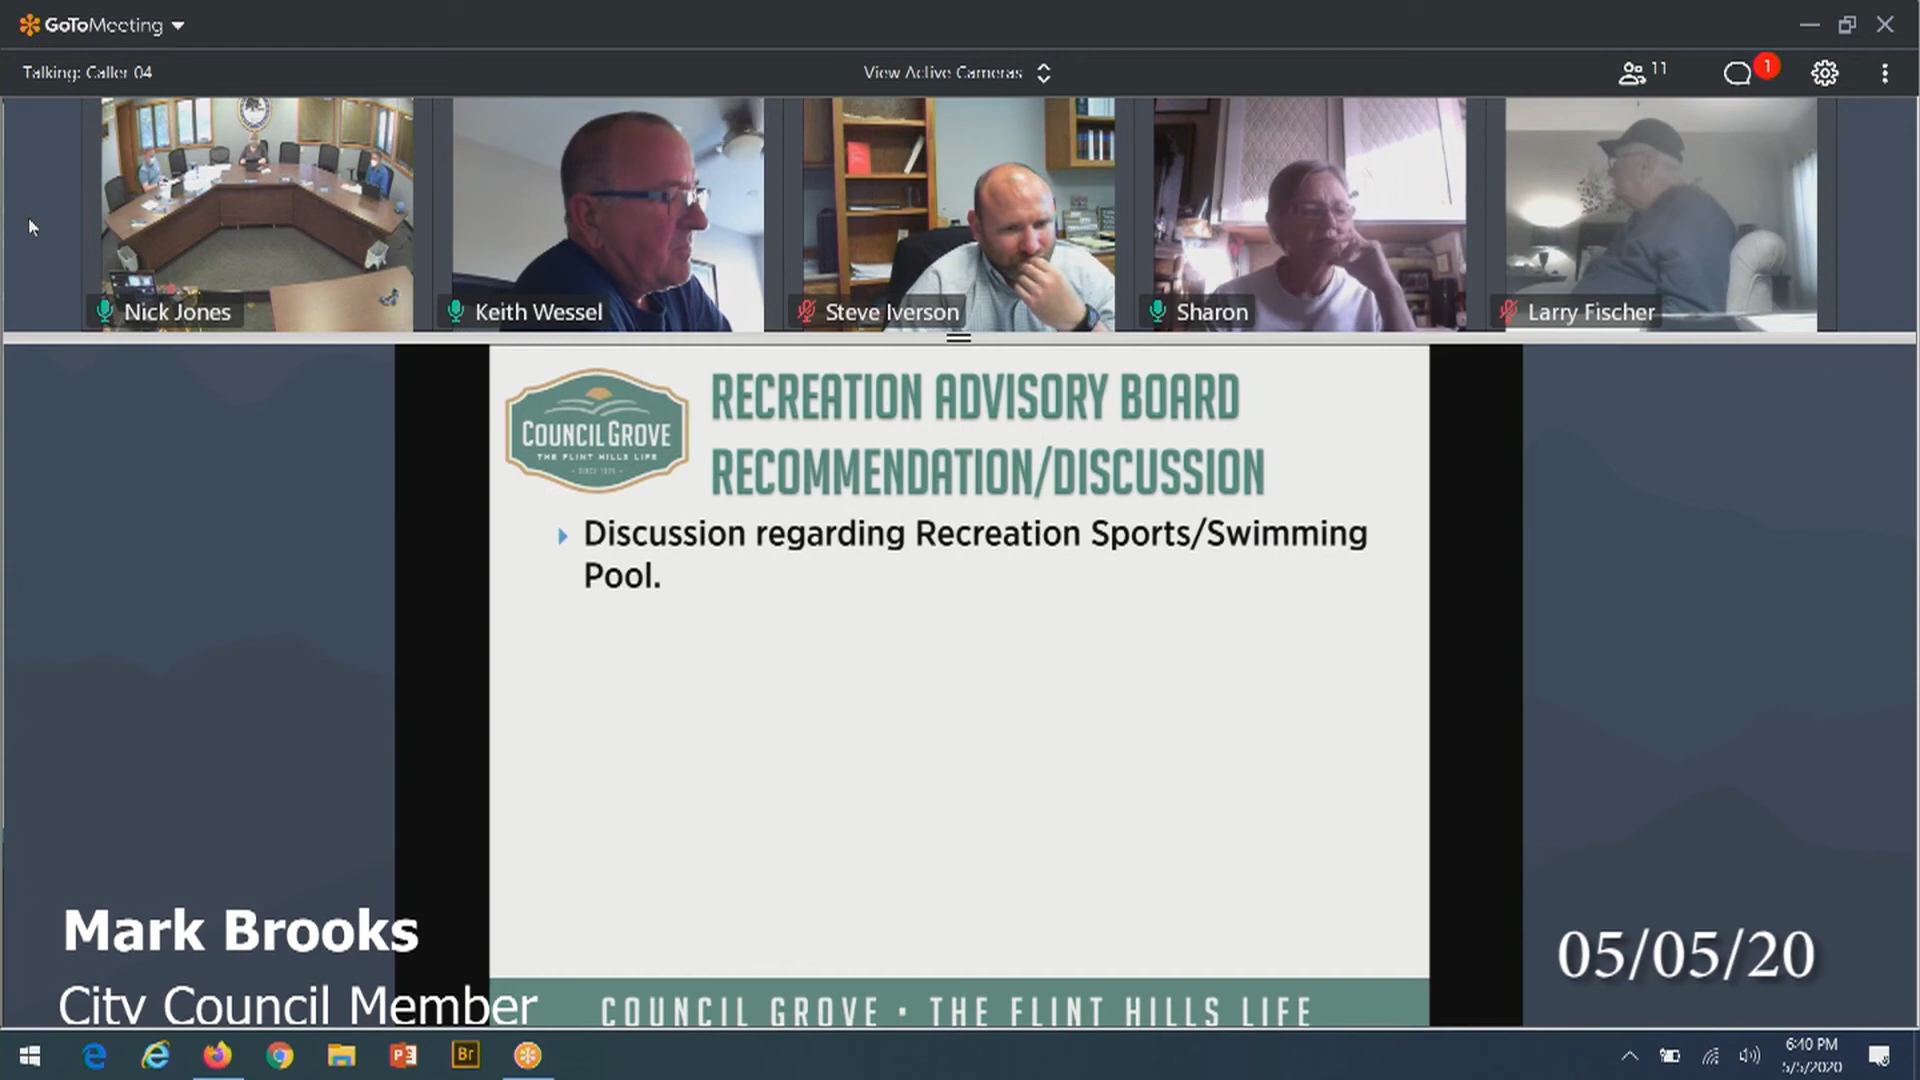 GoToMeeting
Talking: Caller 04
View Active Cameras
11
1
Nick Jones
Keith Wessel
Steve Iverson
Sharon
Larry Fischer
COUNCIL GROVE
THE FLINT HILLS LIFE
RECREATION ADVISORY BOARD
RECOMMENDATION/DISCUSSION
Discussion regarding Recreation Sports/Swimming
Pool.
Mark Brooks
City Council Member
05/05/20
COUNCIL GROVE · THE FLINT HILLS LIFE
Br
6:40 PM
5/5/2020